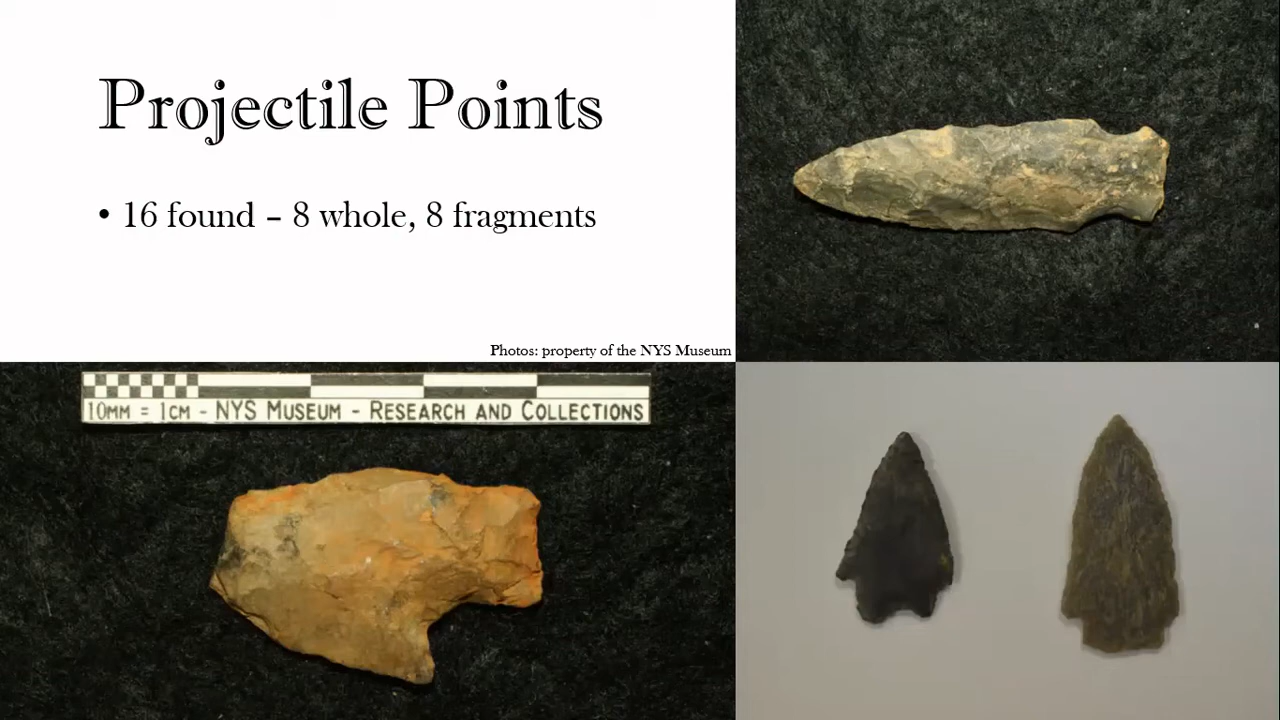 Projectile Points
• 16 found – 8 whole, 8 fragments
Photos: property of the NYS Museum
10MM = 1CM - NYS MUSEUM - RESEARCH AND COLLECTIONS